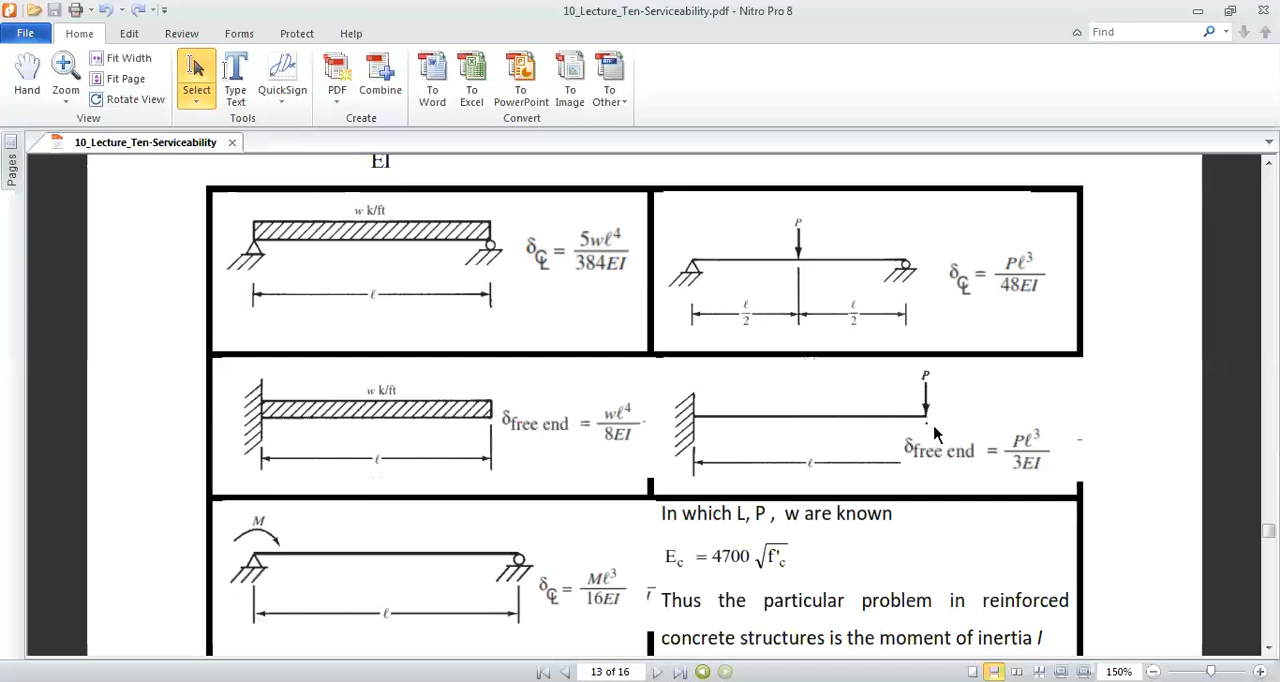 10_Lecture_Ten-Serviceability.pdf - Nitro Pro 8
File Home Edit Review Forms Protect Help Find
Hand
Zoom
Fit Width
Fit Page
Rotate View
View
Select
Type Text
QuickSign
Tools
PDF
Combine
Create
To Word
To Excel
To PowerPoint
To Image
To Other
Convert
10_Lecture_Ten-Serviceability
Pages
EI
w k/ft
ℓ
δ℄ = 5wℓ⁴ / 384EI
P
ℓ/2 ℓ/2
δ℄ = Pℓ³ / 48EI
w k/ft
ℓ
δfree end = wℓ⁴ / 8EI
P
ℓ
δfree end = Pℓ³ / 3EI
M
ℓ
δ℄ = Mℓ³ / 16EI
In which L, P , w are known
Ec = 4700 √f'c
Thus the particular problem in reinforced
concrete structures is the moment of inertia I
13 of 16
150%